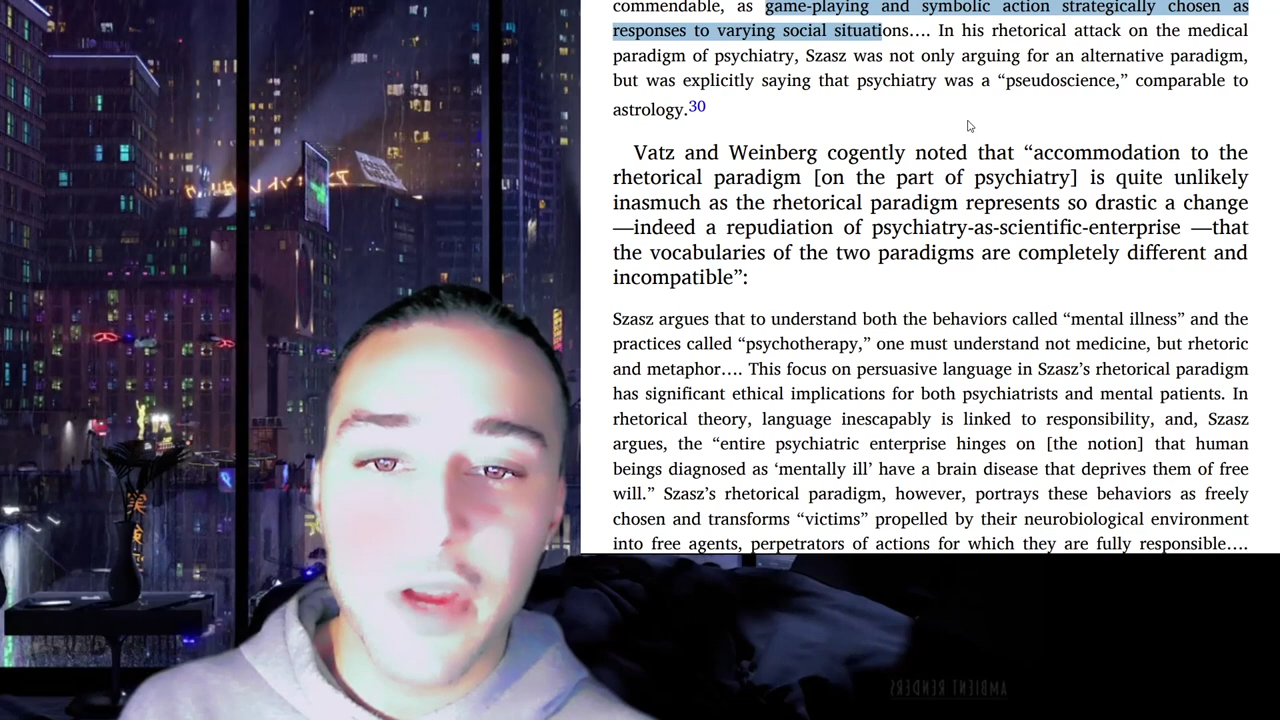 commendable, as game-playing and symbolic action strategically chosen as
responses to varying social situations…. In his rhetorical attack on the medical
paradigm of psychiatry, Szasz was not only arguing for an alternative paradigm,
but was explicitly saying that psychiatry was a “pseudoscience,” comparable to
astrology.30
Vatz and Weinberg cogently noted that “accommodation to the
rhetorical paradigm [on the part of psychiatry] is quite unlikely
inasmuch as the rhetorical paradigm represents so drastic a change
—indeed a repudiation of psychiatry-as-scientific-enterprise —that
the vocabularies of the two paradigms are completely different and
incompatible”:
Szasz argues that to understand both the behaviors called “mental illness” and the
practices called “psychotherapy,” one must understand not medicine, but rhetoric
and metaphor…. This focus on persuasive language in Szasz’s rhetorical paradigm
has significant ethical implications for both psychiatrists and mental patients. In
rhetorical theory, language inescapably is linked to responsibility, and, Szasz
argues, the “entire psychiatric enterprise hinges on [the notion] that human
beings diagnosed as ‘mentally ill’ have a brain disease that deprives them of free
will.” Szasz’s rhetorical paradigm, however, portrays these behaviors as freely
chosen and transforms “victims” propelled by their neurobiological environment
into free agents, perpetrators of actions for which they are fully responsible….
AMBIENT RENDERS